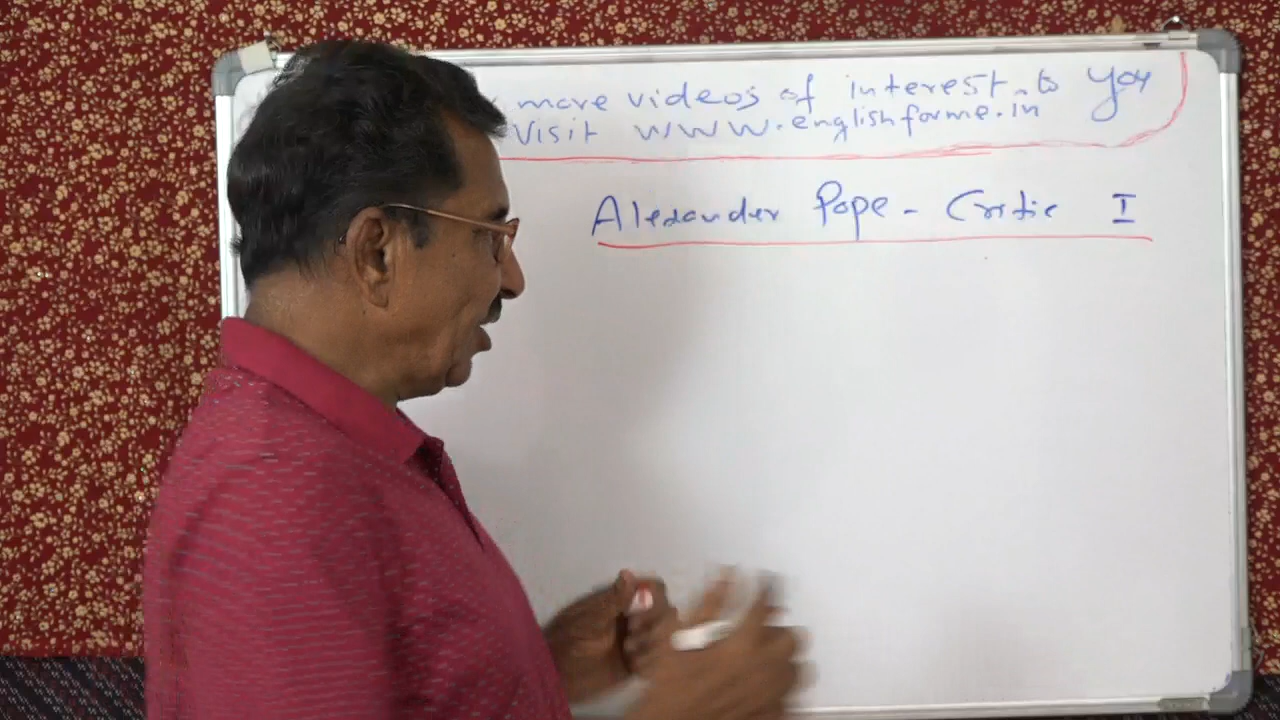 more videos of interest to you
Visit www.englishforme.in
Alexander Pope - Critic I